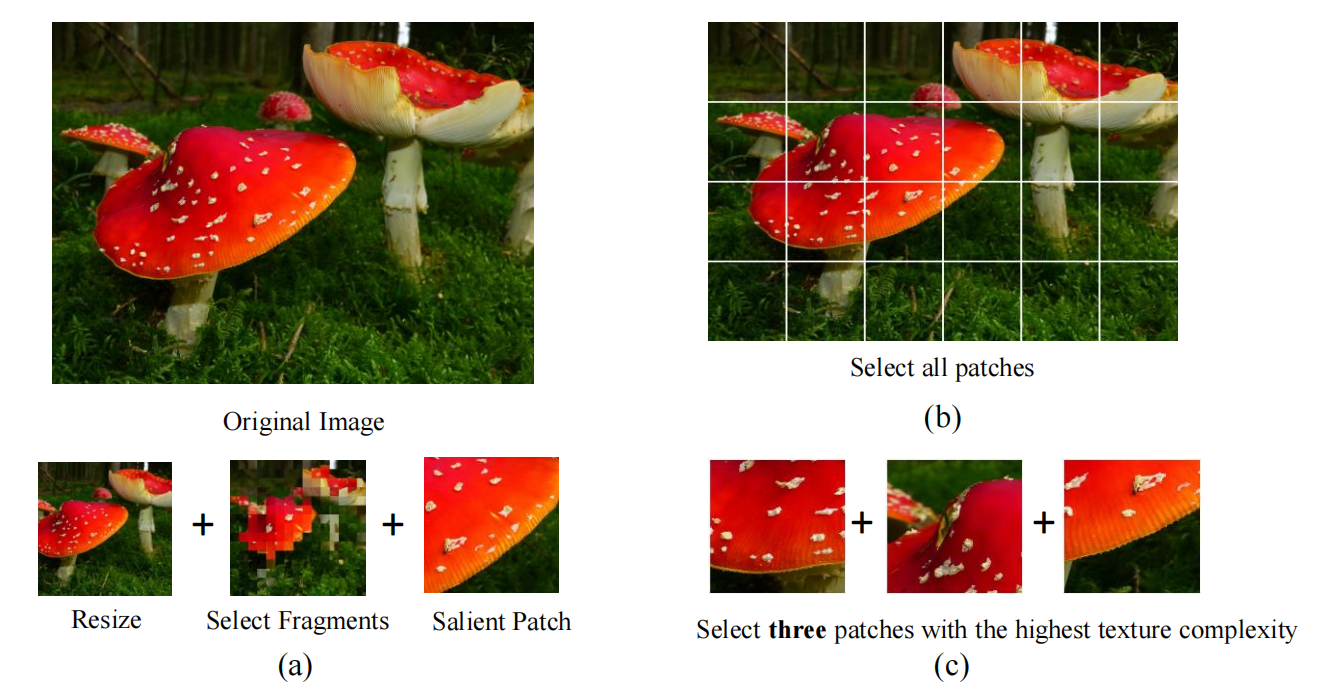 Original Image
Resize
+
Select Fragments
+
Salient Patch
(a)
Select all patches
(b)
+
+
Select three patches with the highest texture complexity
(c)